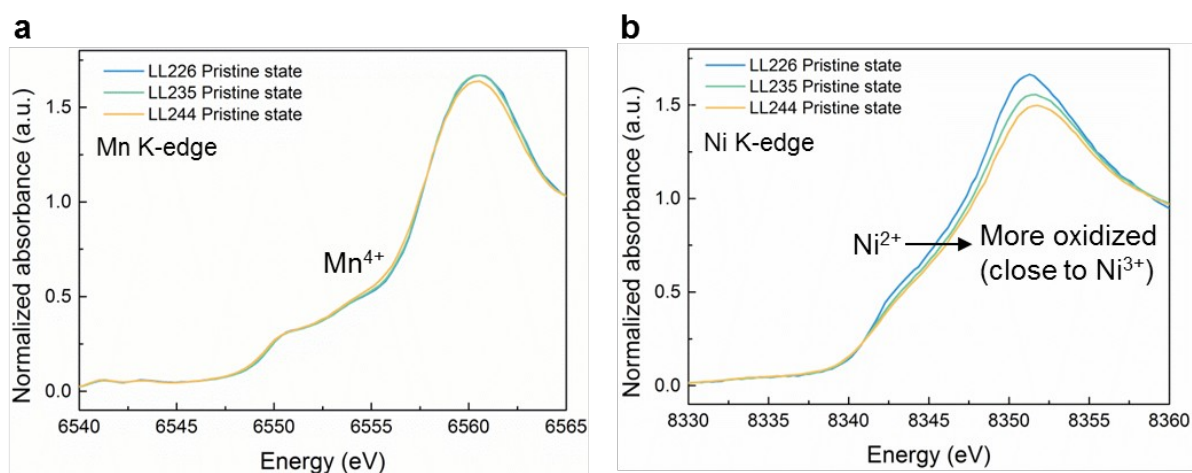 a
LL226 Pristine state
LL235 Pristine state
LL244 Pristine state
Mn K-edge
Mn⁴⁺
Normalized absorbance (a.u.)
0.0
0.5
1.0
1.5
6540 6545 6550 6555 6560 6565
Energy (eV)
b
LL226 Pristine state
LL235 Pristine state
LL244 Pristine state
Ni K-edge
Ni²⁺
More oxidized
(close to Ni³⁺)
Normalized absorbance (a.u.)
0.0
0.5
1.0
1.5
8330 8335 8340 8345 8350 8355 8360
Energy (eV)